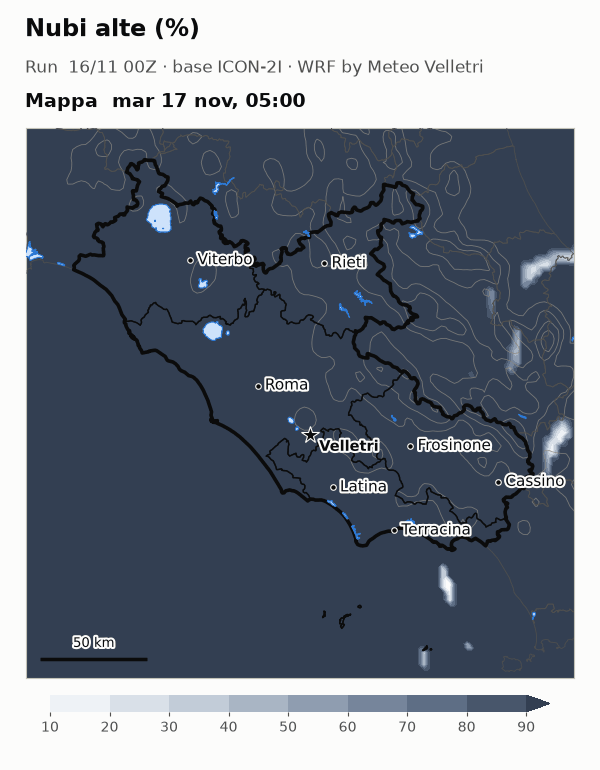 Nubi alte (%)
Run  16/11 00Z · base ICON-2I · WRF by Meteo Velletri
Mappa  mar 17 nov, 05:00
Viterbo
Rieti
Roma
Velletri
Frosinone
Cassino
Latina
Terracina
50 km
10 20 30 40 50 60 70 80 90